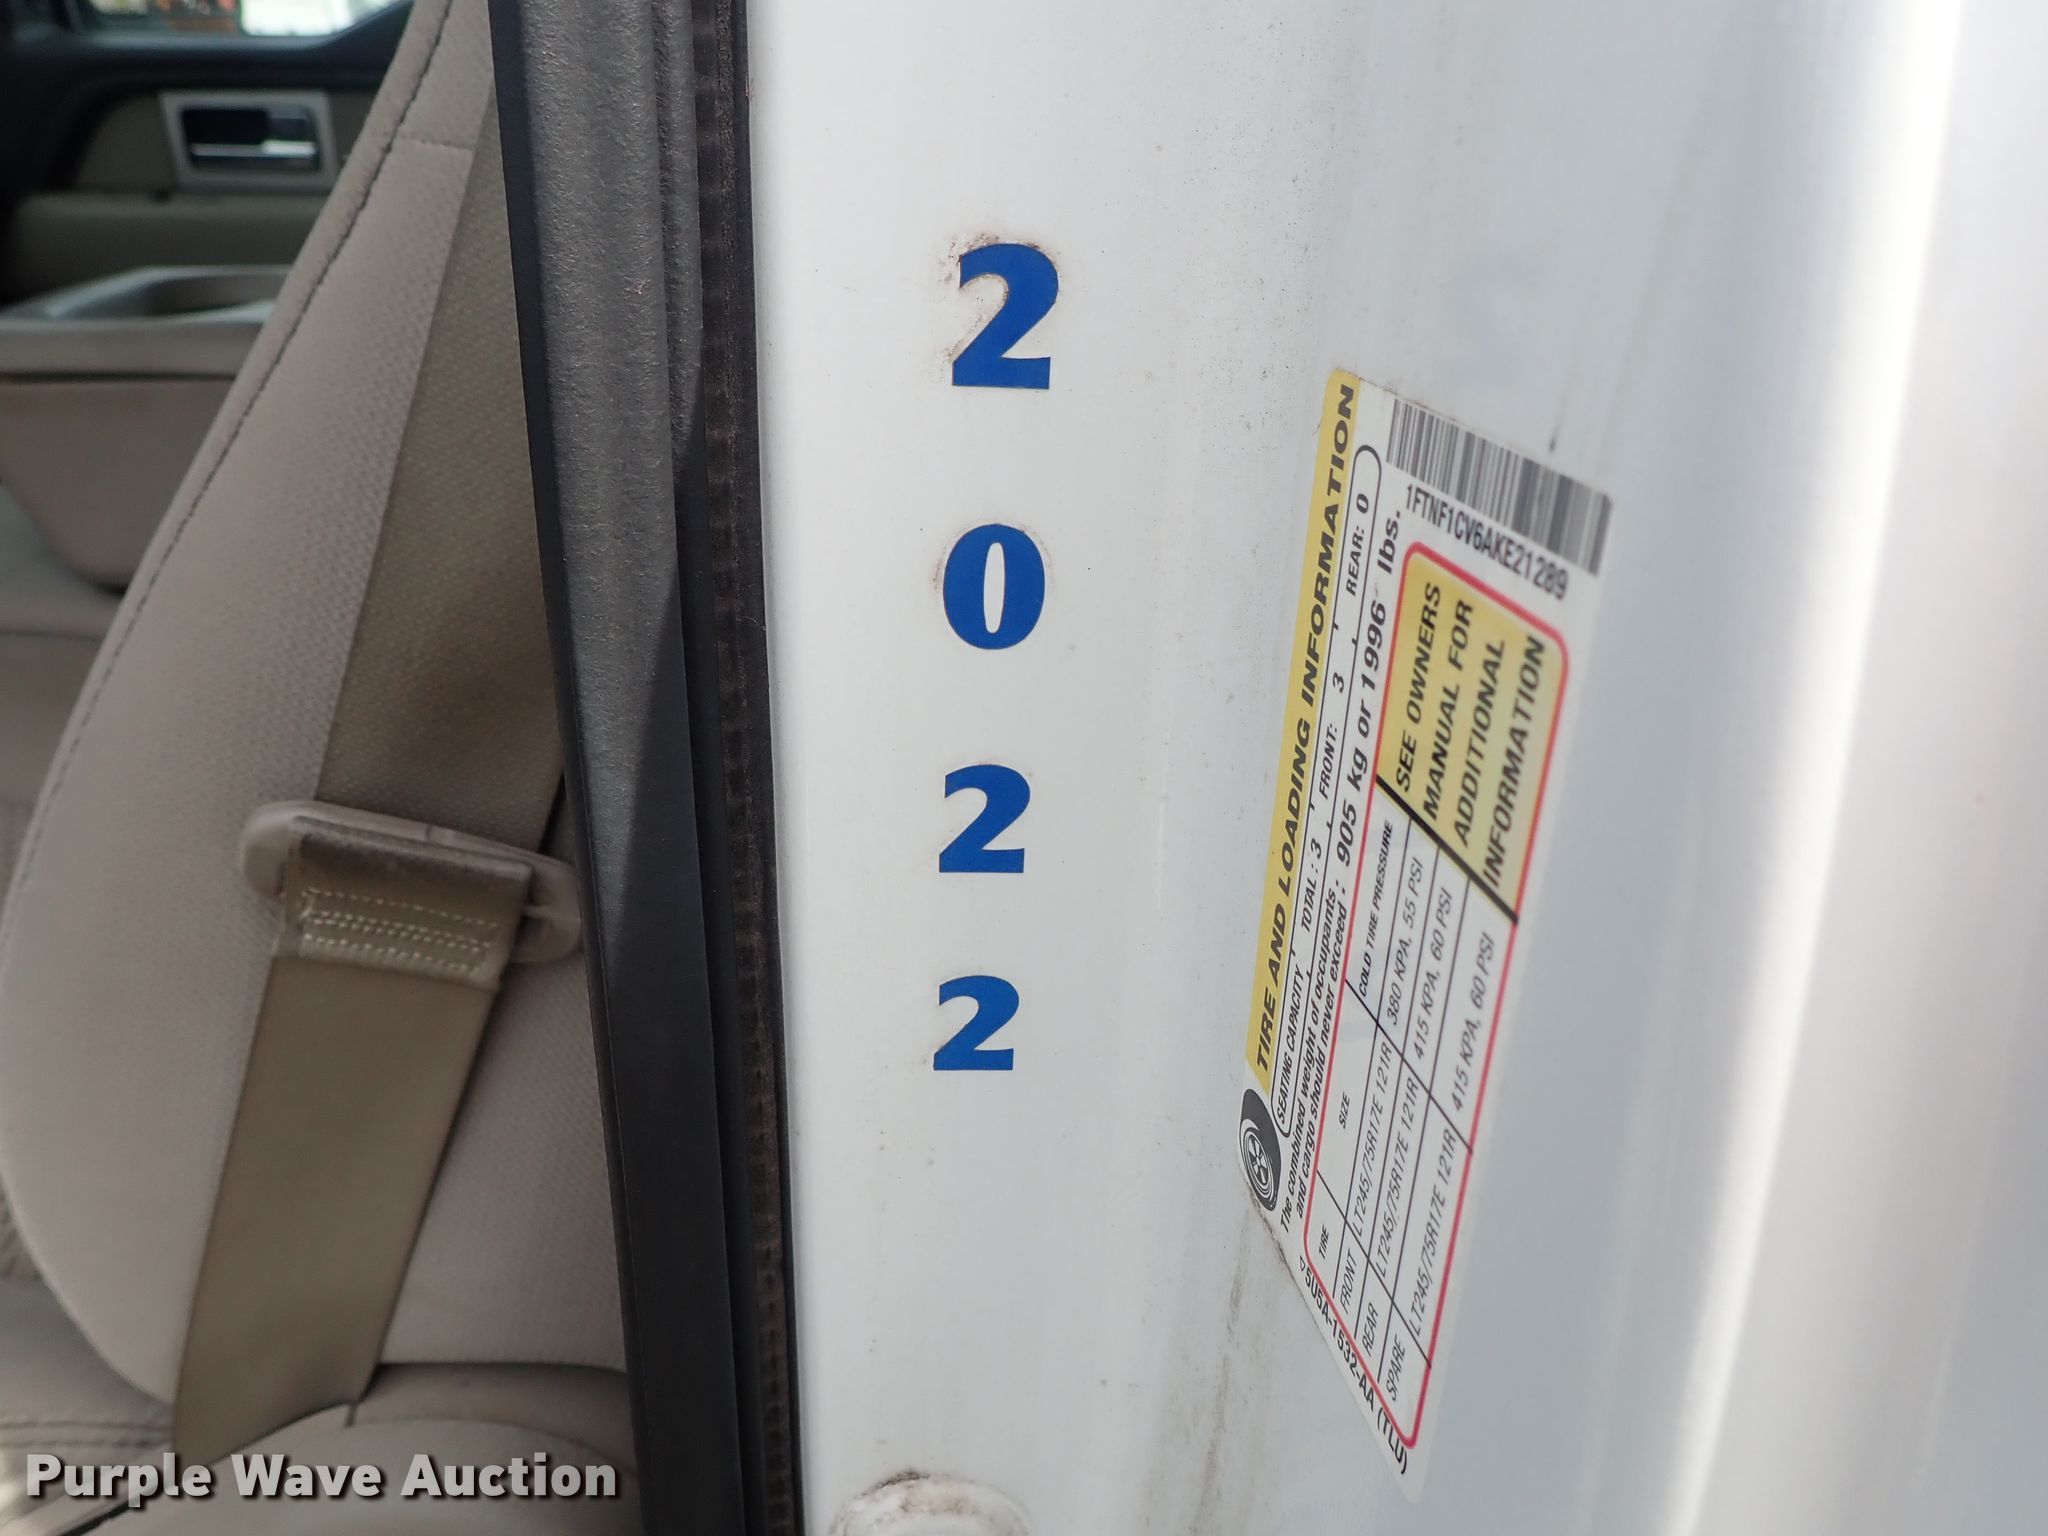 2
0
2
2
1FTNF1CV6AKE21289
TIRE AND LOADING INFORMATION
SEATING CAPACITY TOTAL: 3 FRONT: 3 REAR: 0
The combined weight of occupants and cargo should never exceed: 905 kg or 1996 lbs.
TIRE SIZE COLD TIRE PRESSURE
FRONT LT245/75R17E 121R 380 KPA, 55 PSI
REAR LT245/75R17E 121R 415 KPA, 60 PSI
SPARE LT245/75R17E 121R 415 KPA, 60 PSI
SEE OWNERS
MANUAL FOR
ADDITIONAL
INFORMATION
5U5A-1532-AA (TLU)
Purple Wave Auction